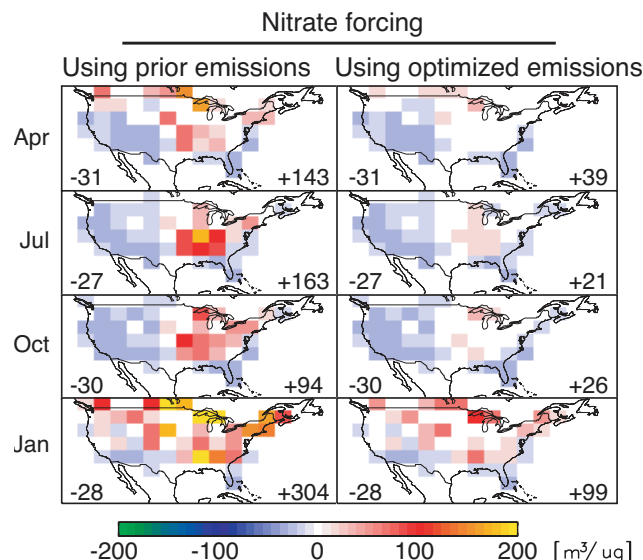 Nitrate forcing
Using prior emissions Using optimized emissions
Apr -31 +143 -31 +39
Jul -27 +163 -27 +21
Oct -30 +94 -30 +26
Jan -28 +304 -28 +99
-200 -100 0 100 200 [m³/ug]